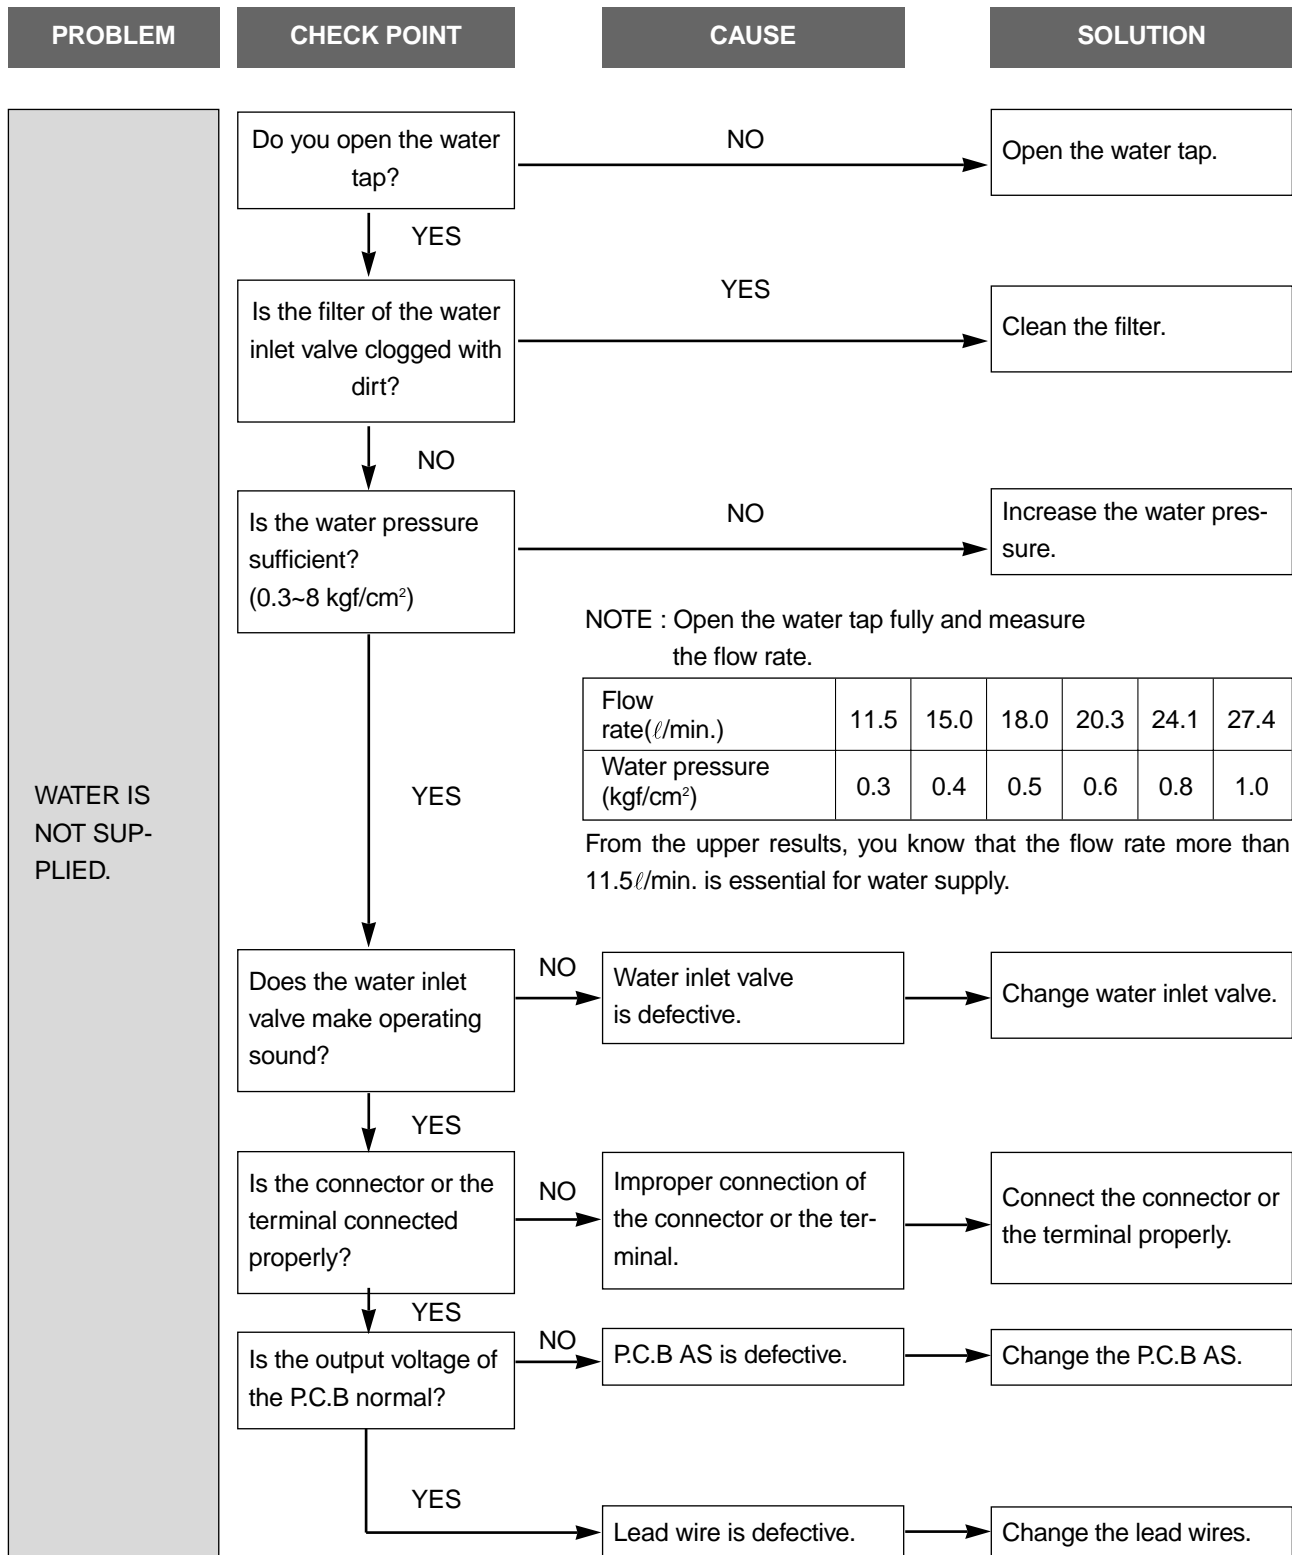 PROBLEM CHECK POINT CAUSE SOLUTION
WATER IS
NOT SUP-
PLIED.
Do you open the water
tap?
NO
Open the water tap.
YES
Is the filter of the water
inlet valve clogged with
dirt?
YES
Clean the filter.
NO
Is the water pressure
sufficient?
(0.3~8 kgf/cm²)
NO
Increase the water pres-
sure.
NOTE : Open the water tap fully and measure
the flow rate.
Flow
rate(ℓ/min.) 11.5 15.0 18.0 20.3 24.1 27.4
Water pressure
(kgf/cm²) 0.3 0.4 0.5 0.6 0.8 1.0
From the upper results, you know that the flow rate more than
11.5ℓ/min. is essential for water supply.
YES
Does the water inlet
valve make operating
sound?
NO
Water inlet valve
is defective.
Change water inlet valve.
YES
Is the connector or the
terminal connected
properly?
NO
Improper connection of
the connector or the ter-
minal.
Connect the connector or
the terminal properly.
YES
Is the output voltage of
the P.C.B normal?
NO
P.C.B AS is defective.
Change the P.C.B AS.
YES
Lead wire is defective.
Change the lead wires.